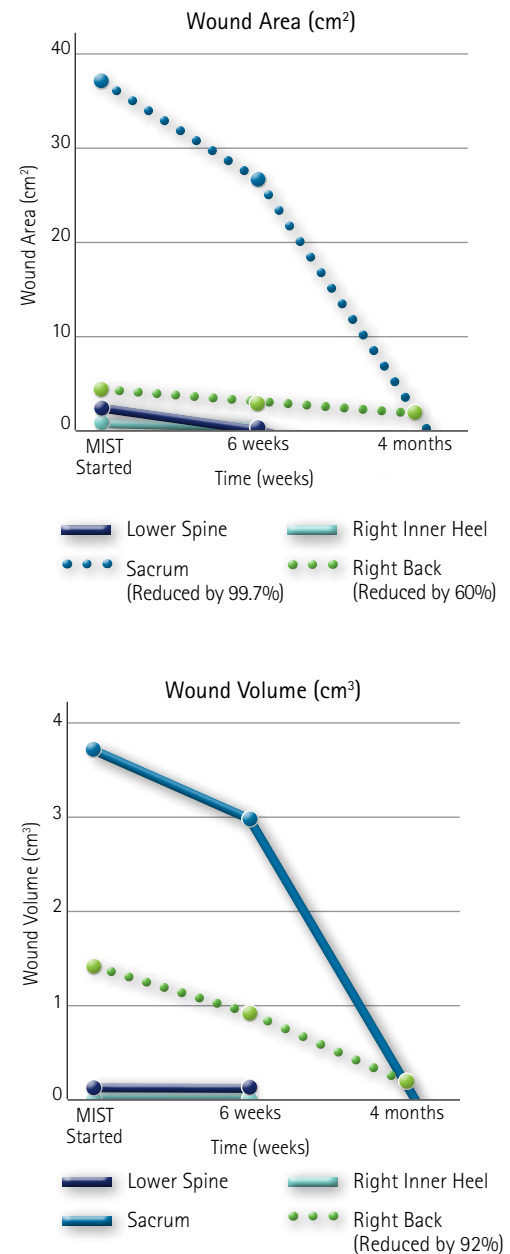 Wound Area (cm²)
40
30
20
10
0
Wound Area (cm²)
MIST
Started
6 weeks
4 months
Time (weeks)
Lower Spine
Right Inner Heel
Sacrum
(Reduced by 99.7%)
Right Back
(Reduced by 60%)
Wound Volume (cm³)
4
3
2
1
0
Wound Volume (cm³)
MIST
Started
6 weeks
4 months
Time (weeks)
Lower Spine
Right Inner Heel
Sacrum
Right Back
(Reduced by 92%)